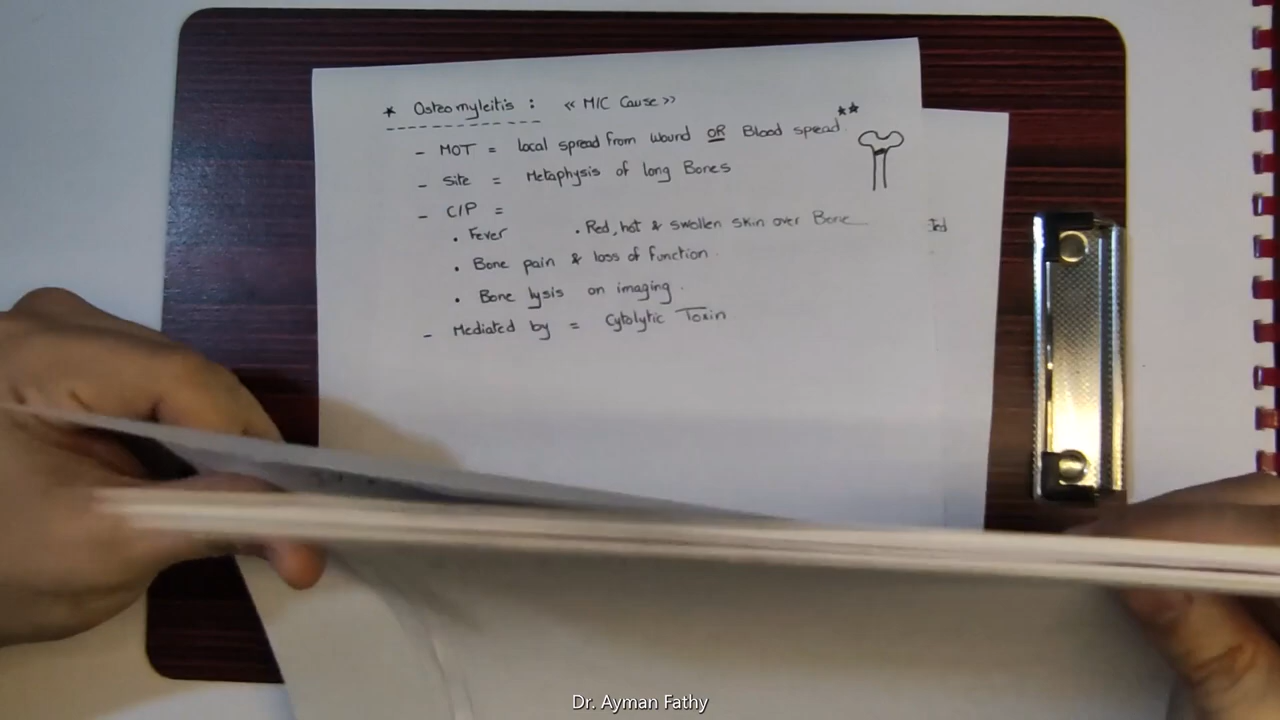 * Osteomyleitis : << M/C Cause >>
- MOT = local spread from wound OR Blood spread. **
- Site = Metaphysis of long Bones
- C/P =
. Fever . Red, hot & swollen skin over Bone
. Bone pain & loss of function.
. Bone lysis on imaging.
- Mediated by = Cytolytic Toxin
Dr. Ayman Fathy